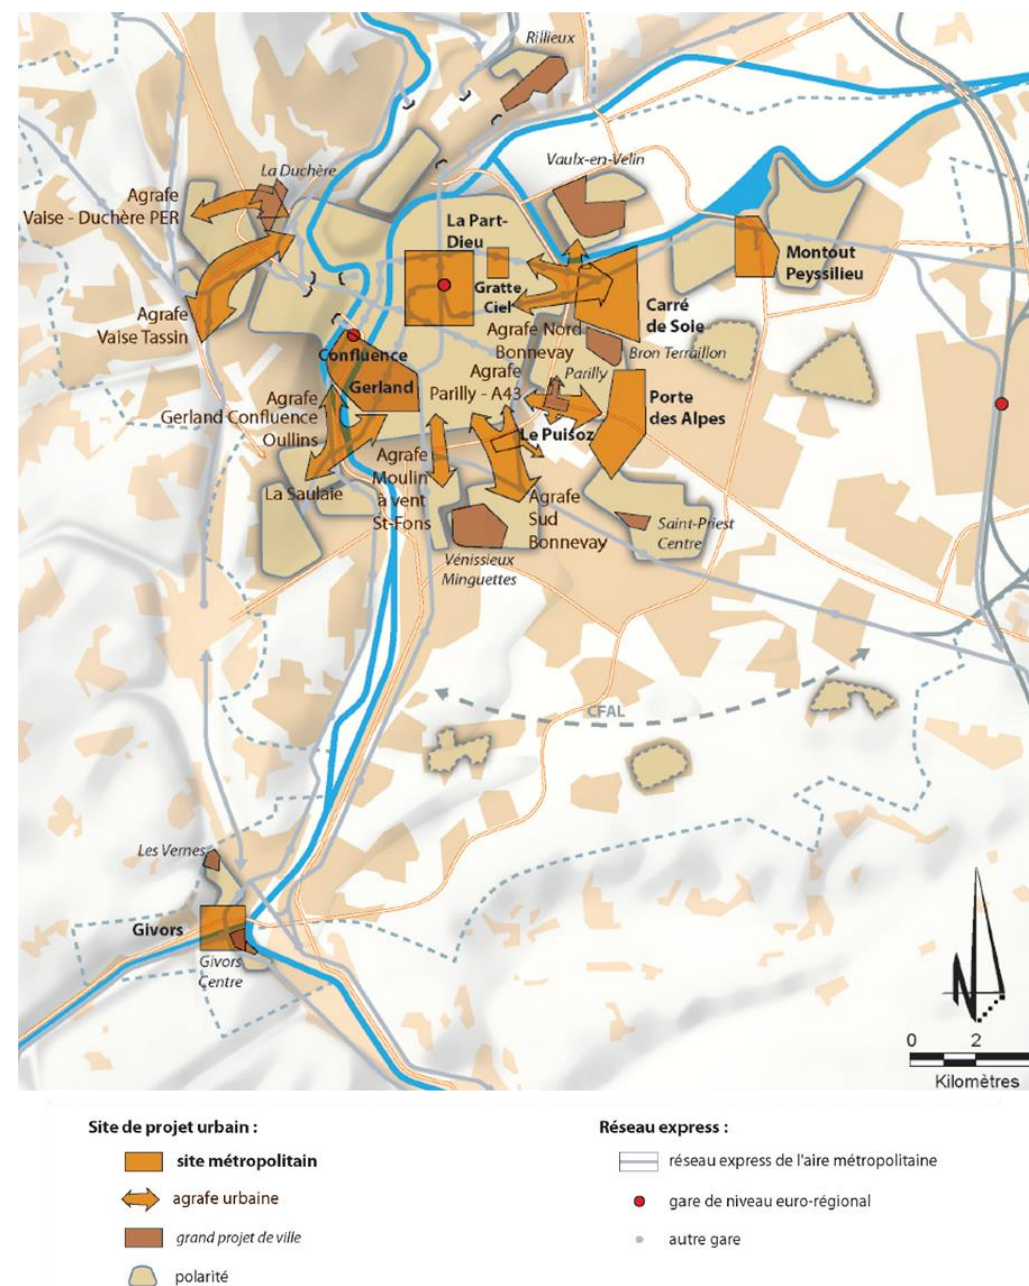 Rillieux
La Duchère
Vaulx-en-Velin
Agrafe
Vaise - Duchère PER
La Part-
Dieu
Montout
Peyssilieu
Gratte
Ciel
Carré
de Soie
Agrafe
Vaise Tassin
Confluence
Agrafe Nord
Bonnevay
Bron Terraillon
Gerland
Agrafe
Parilly - A43
Parilly
Agrafe
Gerland Confluence
Oullins
Porte
des Alpes
Le Puisoz
Agrafe
Moulin
à vent
St-Fons
La Saulaie
Agrafe
Sud
Bonnevay
Saint-Priest
Centre
Vénissieux
Minguettes
CFAL
Les Vernes
Givors
Givors
Centre
N
0 2
Kilomètres
Site de projet urbain :
site métropolitain
agrafe urbaine
grand projet de ville
polarité
Réseau express :
réseau express de l'aire métropolitaine
gare de niveau euro-régional
autre gare